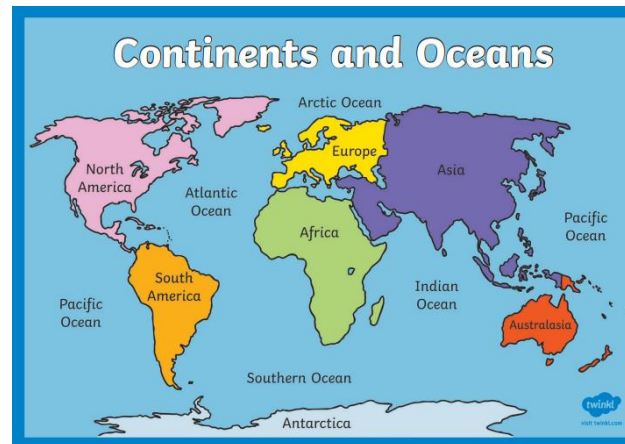 Continents and Oceans
Arctic Ocean
North
America
Europe
Asia
Atlantic
Ocean
Africa
Pacific
Ocean
South
America
Indian
Ocean
Pacific
Ocean
Australasia
Southern Ocean
Antarctica
twinkl
visit twinkl.com